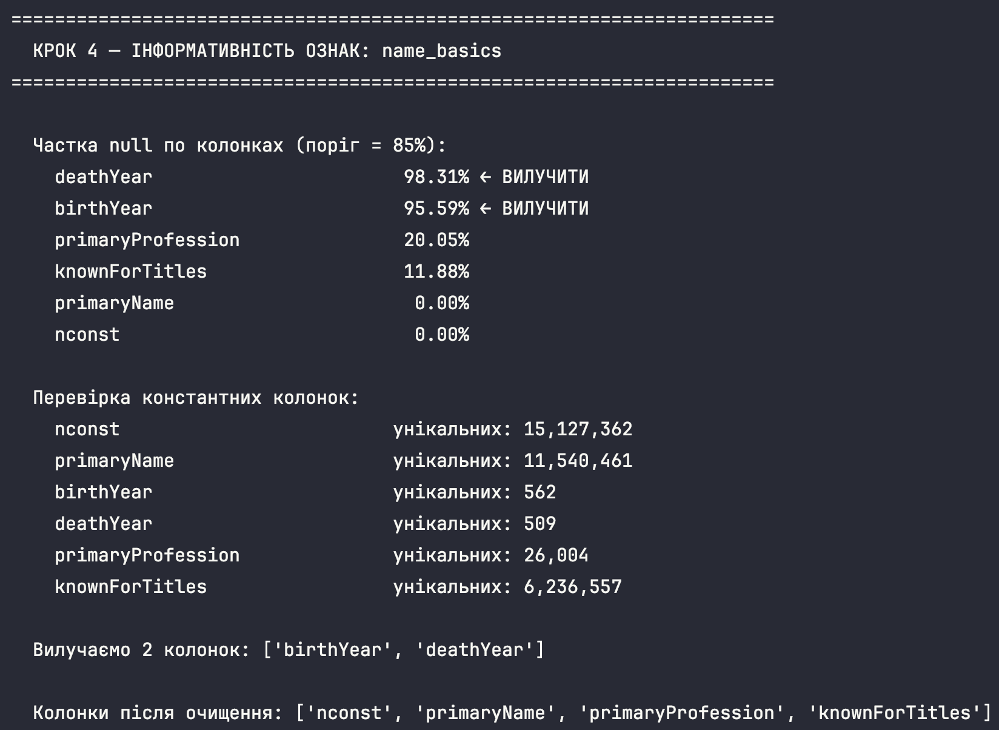 ======================================================================
КРОК 4 — ІНФОРМАТИВНІСТЬ ОЗНАК: name_basics
======================================================================
Частка null по колонках (поріг = 85%):
deathYear 98.31% ← ВИЛУЧИТИ
birthYear 95.59% ← ВИЛУЧИТИ
primaryProfession 20.05%
knownForTitles 11.88%
primaryName 0.00%
nconst 0.00%
Перевірка константних колонок:
nconst унікальних: 15,127,362
primaryName унікальних: 11,540,461
birthYear унікальних: 562
deathYear унікальних: 509
primaryProfession унікальних: 26,004
knownForTitles унікальних: 6,236,557
Вилучаємо 2 колонок: ['birthYear', 'deathYear']
Колонки після очищення: ['nconst', 'primaryName', 'primaryProfession', 'knownForTitles']